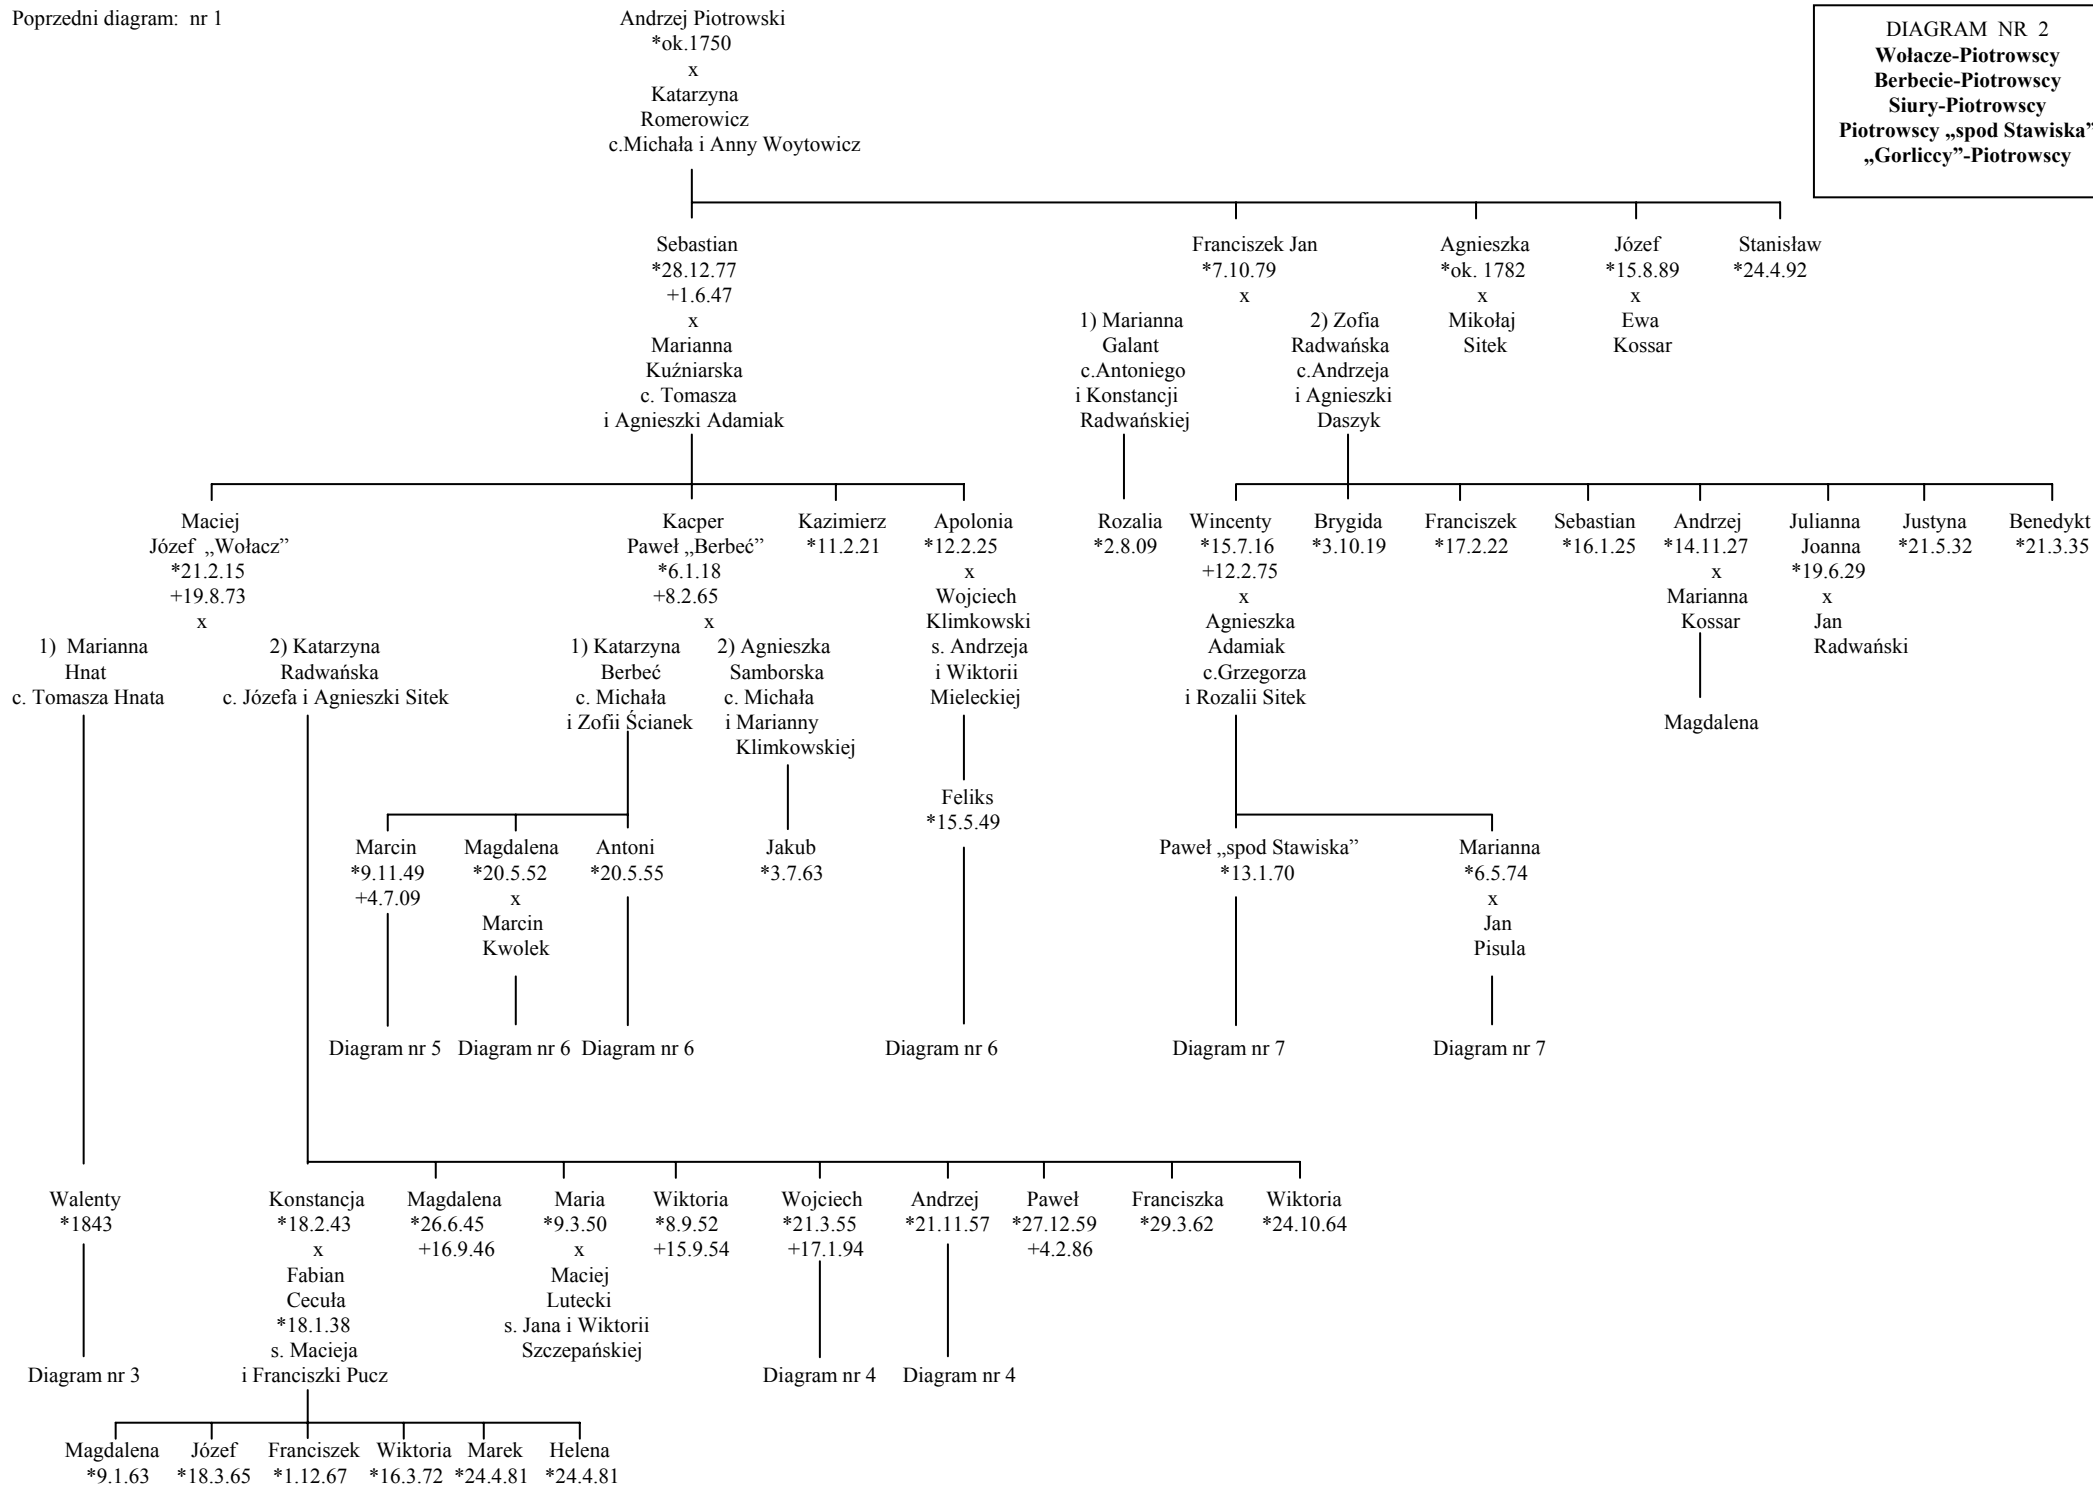 Poprzedni diagram: nr 1
DIAGRAM NR 2
Wołacze-Piotrowscy
Berbecie-Piotrowscy
Siury-Piotrowscy
Piotrowscy „spod Stawiska”
„Gorliccy”-Piotrowscy
Andrzej Piotrowski
*ok.1750
x
Katarzyna
Romerowicz
c.Michała i Anny Woytowicz
Sebastian
*28.12.77
+1.6.47
x
Marianna
Kuźniarska
c. Tomasza
i Agnieszki Adamiak
Franciszek Jan
*7.10.79
x
1) Marianna
Galant
c.Antoniego
i Konstancji
Radwańskiej
2) Zofia
Radwańska
c.Andrzeja
i Agnieszki
Daszyk
Agnieszka
*ok. 1782
x
Mikołaj
Sitek
Józef
*15.8.89
x
Ewa
Kossar
Stanisław
*24.4.92
Maciej
Józef „Wołacz”
*21.2.15
+19.8.73
x
1) Marianna
Hnat
c. Tomasza Hnata
2) Katarzyna
Radwańska
c. Józefa i Agnieszki Sitek
Kacper
Paweł „Berbeć”
*6.1.18
+8.2.65
x
1) Katarzyna
Berbeć
c. Michała
i Zofii Ścianek
2) Agnieszka
Samborska
c. Michała
i Marianny
Klimkowskiej
Kazimierz
*11.2.21
Apolonia
*12.2.25
x
Wojciech
Klimkowski
s. Andrzeja
i Wiktorii
Mieleckiej
Rozalia
*2.8.09
Wincenty
*15.7.16
+12.2.75
x
Agnieszka
Adamiak
c.Grzegorza
i Rozalii Sitek
Brygida
*3.10.19
Franciszek
*17.2.22
Sebastian
*16.1.25
Andrzej
*14.11.27
x
Marianna
Kossar
Magdalena
Julianna
Joanna
*19.6.29
x
Jan
Radwański
Justyna
*21.5.32
Benedykt
*21.3.35
Marcin
*9.11.49
+4.7.09
Diagram nr 5
Magdalena
*20.5.52
x
Marcin
Kwolek
Diagram nr 6
Antoni
*20.5.55
Diagram nr 6
Jakub
*3.7.63
Feliks
*15.5.49
Diagram nr 6
Paweł „spod Stawiska”
*13.1.70
Diagram nr 7
Marianna
*6.5.74
x
Jan
Pisula
Diagram nr 7
Walenty
*1843
Diagram nr 3
Konstancja
*18.2.43
x
Fabian
Cecuła
*18.1.38
s. Macieja
i Franciszki Pucz
Magdalena
*26.6.45
+16.9.46
Maria
*9.3.50
x
Maciej
Lutecki
s. Jana i Wiktorii
Szczepańskiej
Wiktoria
*8.9.52
+15.9.54
Wojciech
*21.3.55
+17.1.94
Diagram nr 4
Andrzej
*21.11.57
Diagram nr 4
Paweł
*27.12.59
+4.2.86
Franciszka
*29.3.62
Wiktoria
*24.10.64
Magdalena
*9.1.63
Józef
*18.3.65
Franciszek
*1.12.67
Wiktoria
*16.3.72
Marek
*24.4.81
Helena
*24.4.81